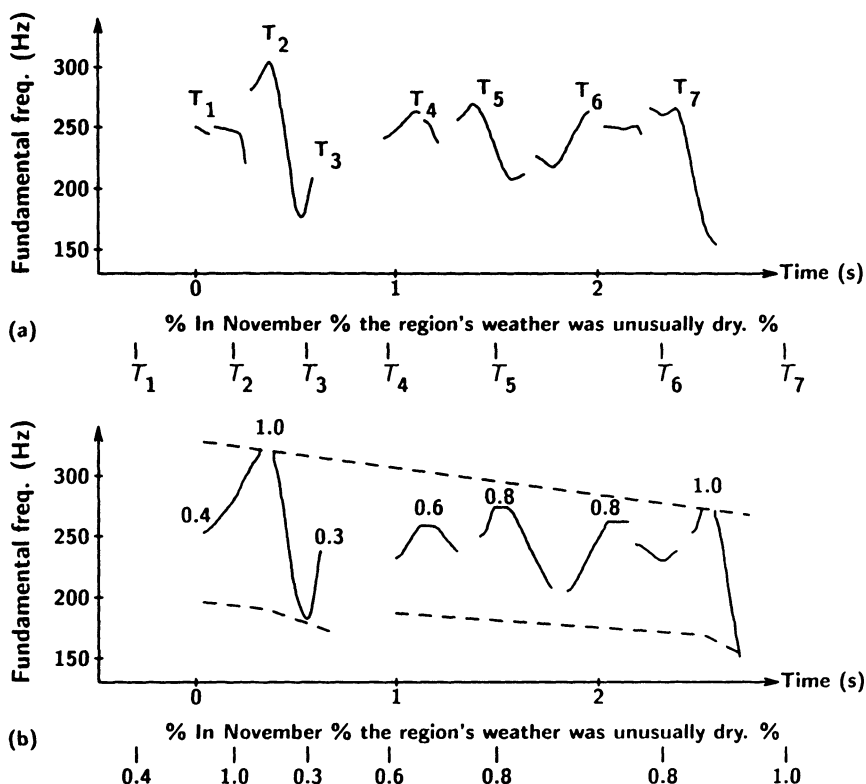 Fundamental freq. (Hz)
300
250
200
150
T1
T2
T3
T4
T5
T6
T7
0
1
2
Time (s)
(a)
% In November % the region's weather was unusually dry. %
T1 T2 T3 T4 T5 T6 T7
Fundamental freq. (Hz)
300
250
200
150
0.4
1.0
0.3
0.6
0.8
0.8
1.0
0
1
2
Time (s)
(b)
% In November % the region's weather was unusually dry. %
0.4 1.0 0.3 0.6 0.8 0.8 1.0